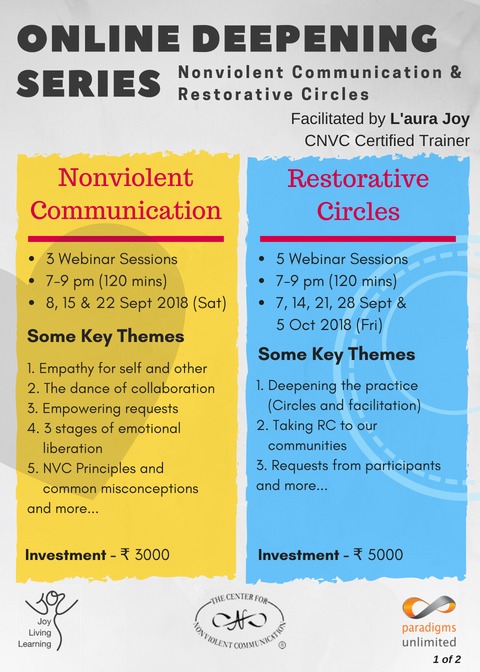 ONLINE DEEPENING
SERIES
Nonviolent Communication &
Restorative Circles
Facilitated by L'aura Joy
CNVC Certified Trainer
Nonviolent
Communication
• 3 Webinar Sessions
• 7-9 pm (120 mins)
• 8, 15 & 22 Sept 2018 (Sat)
Some Key Themes
1. Empathy for self and other
2. The dance of collaboration
3. Empowering requests
4. 3 stages of emotional
liberation
5. NVC Principles and
common misconceptions
and more...
Investment - ₹ 3000
Restorative
Circles
• 5 Webinar Sessions
• 7-9 pm (120 mins)
• 7, 14, 21, 28 Sept &
5 Oct 2018 (Fri)
Some Key Themes
1. Deepening the practice
(Circles and facilitation)
2. Taking RC to our
communities
3. Requests from participants
and more...
Investment - ₹ 5000
Joy
Living
Learning
THE CENTER FOR
NONVIOLENT COMMUNICATION
®
paradigms
unlimited
1 of 2